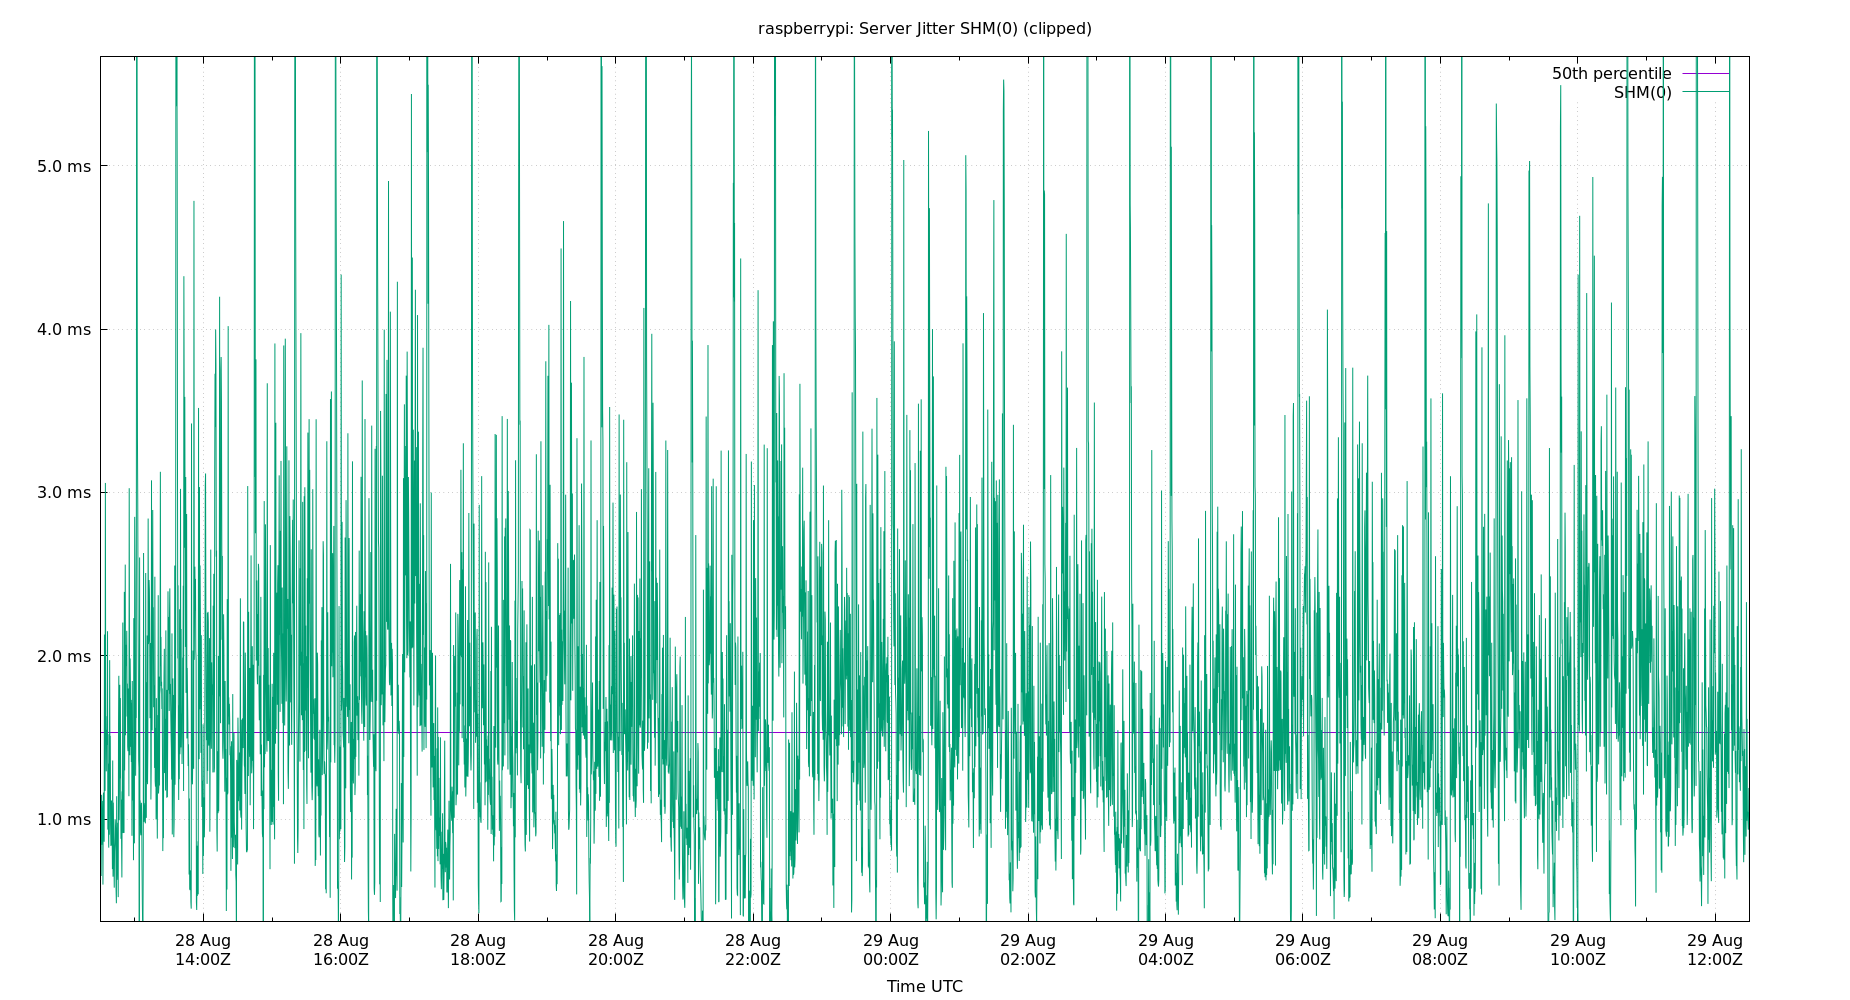 raspberrypi: Server Jitter SHM(0) (clipped)
50th percentile
SHM(0)
5.0 ms
4.0 ms
3.0 ms
2.0 ms
1.0 ms
28 Aug 28 Aug 28 Aug 28 Aug 28 Aug 29 Aug 29 Aug 29 Aug 29 Aug 29 Aug 29 Aug 29 Aug
14:00Z 16:00Z 18:00Z 20:00Z 22:00Z 00:00Z 02:00Z 04:00Z 06:00Z 08:00Z 10:00Z 12:00Z
Time UTC